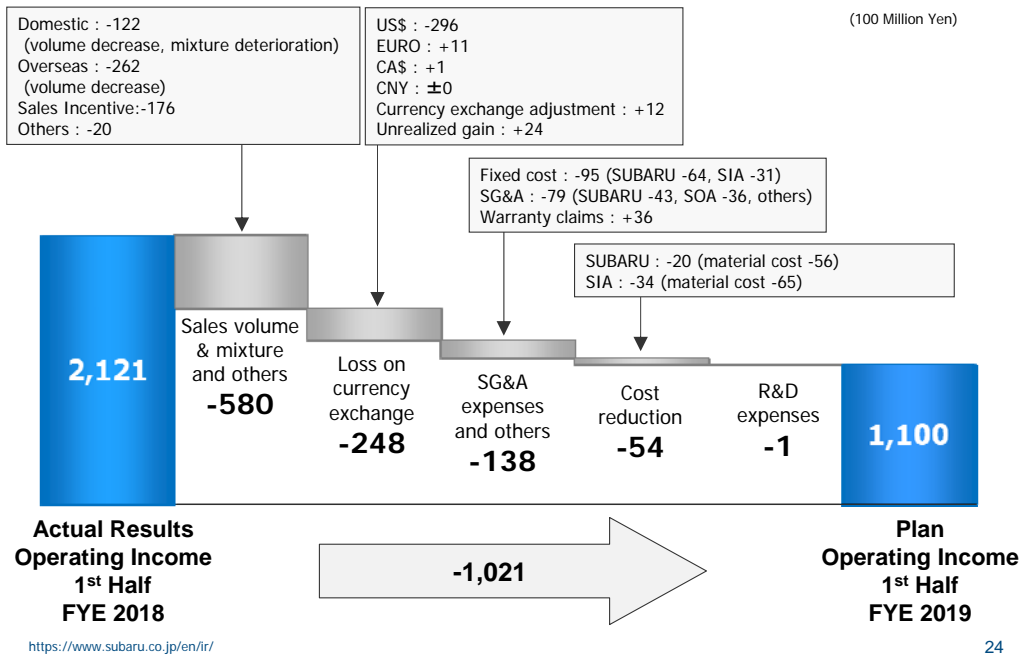 (100 Million Yen)
Domestic : -122
(volume decrease, mixture deterioration)
Overseas : -262
(volume decrease)
Sales Incentive:-176
Others : -20
US$ : -296
EURO : +11
CA$ : +1
CNY : ±0
Currency exchange adjustment : +12
Unrealized gain : +24
Fixed cost : -95 (SUBARU -64, SIA -31)
SG&A : -79 (SUBARU -43, SOA -36, others)
Warranty claims : +36
SUBARU : -20 (material cost -56)
SIA : -34 (material cost -65)
2,121
Sales volume
& mixture
and others
-580
Loss on
currency
exchange
-248
SG&A
expenses
and others
-138
Cost
reduction
-54
R&D
expenses
-1
1,100
Actual Results
Operating Income
1st Half
FYE 2018
-1,021
Plan
Operating Income
1st Half
FYE 2019
https://www.subaru.co.jp/en/ir/
24